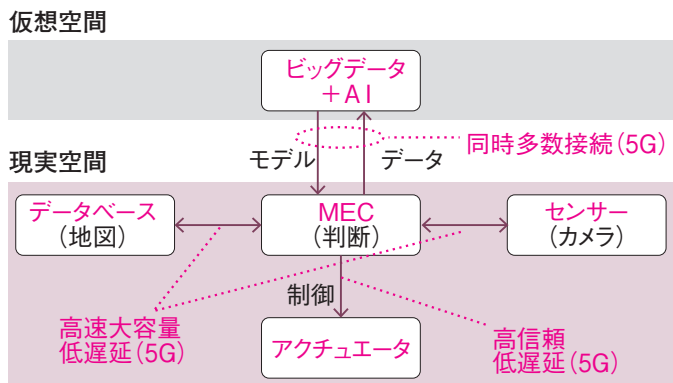 仮想空間
ビッグデータ
+AI
同時多数接続(5G)
モデル
データ
現実空間
データベース
(地図)
MEC
(判断)
センサー
(カメラ)
制御
高速大容量
低遅延(5G)
アクチュエータ
高信頼
低遅延(5G)